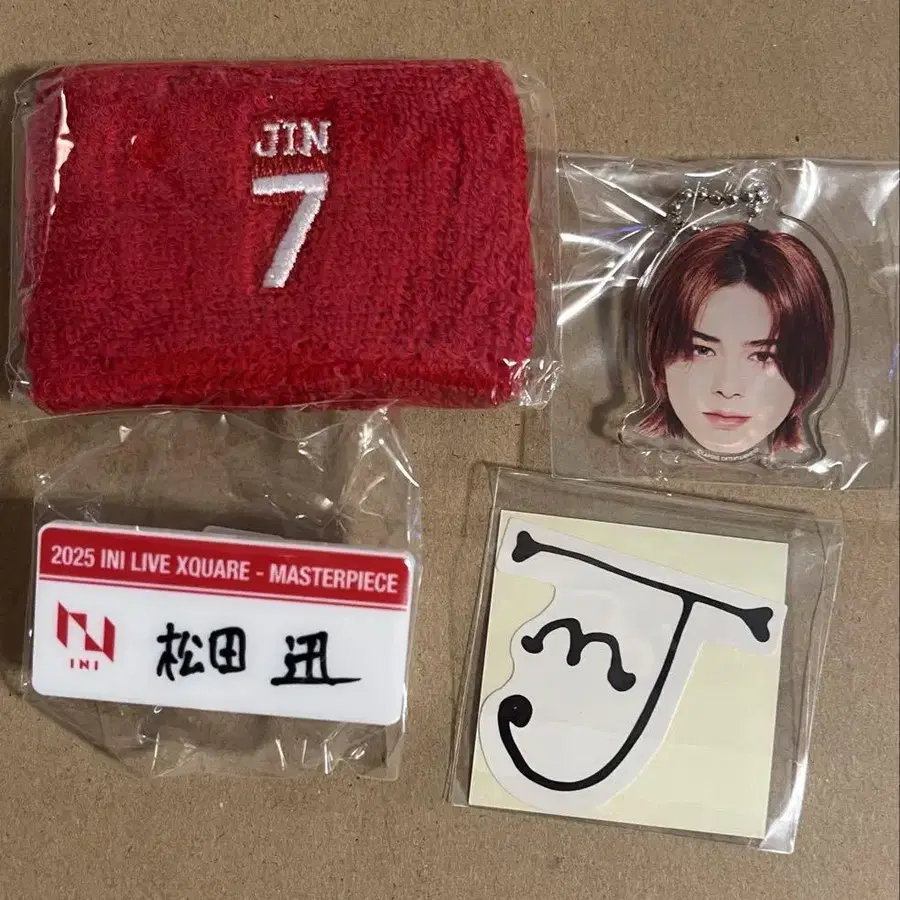 JIN
7
2025 INI LIVE XQUARE - MASTERPIECE
INI
松田 迅